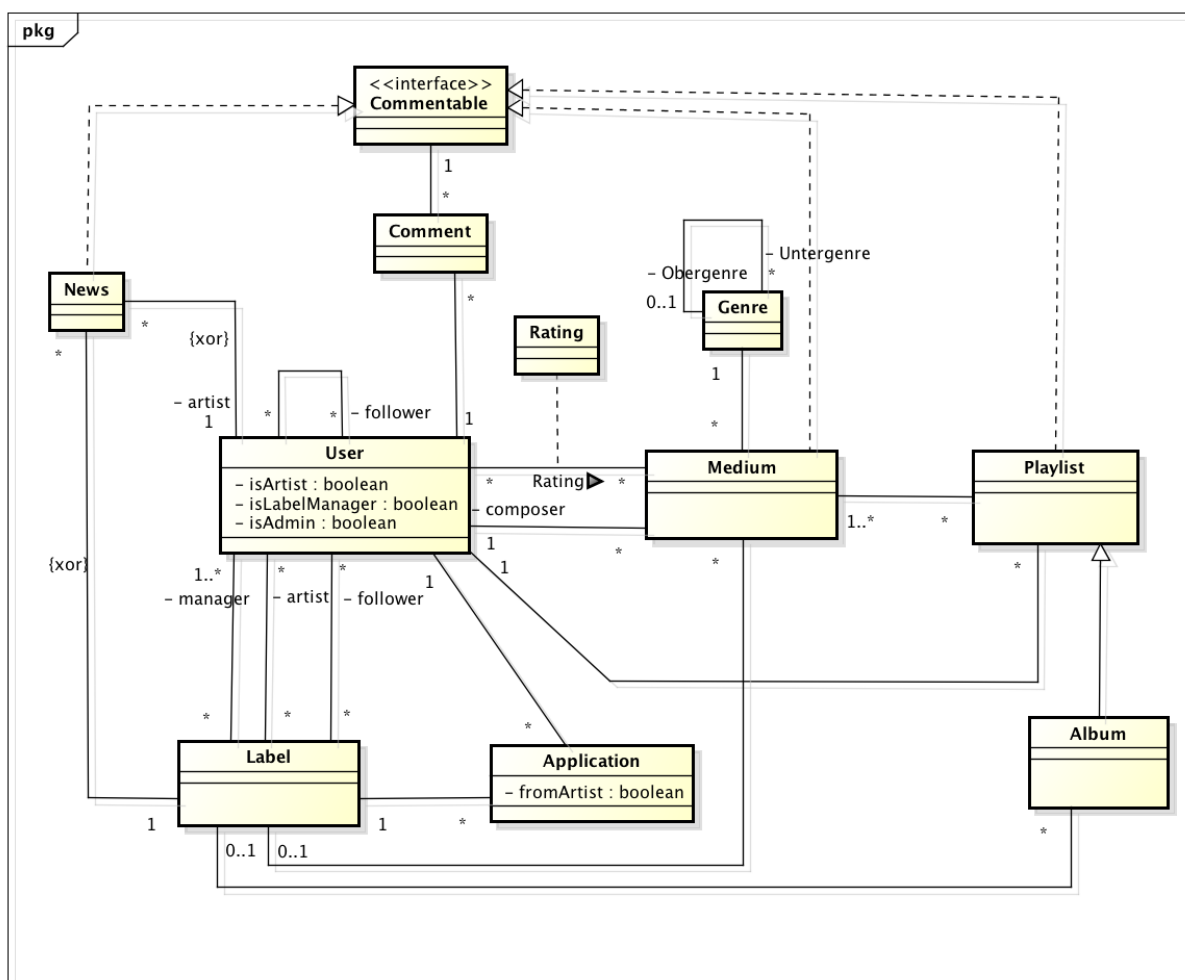 pkg
<<interface>>
Commentable
1
*
Comment
*
1
News
*
*
{xor}
- artist
1
{xor}
- Untergenre
*
- Obergenre
0..1
Genre
1
*
Rating
*
* - follower
User
- isArtist : boolean
- isLabelManager : boolean
- isAdmin : boolean
*
Rating
*
- composer
1
*
1
Medium
1..*
*
*
Playlist
*
1..*
- manager
*
- artist
*
- follower
1
*
*
*
*
Label
1
1
*
0..1
0..1
Application
- fromArtist : boolean
Album
*